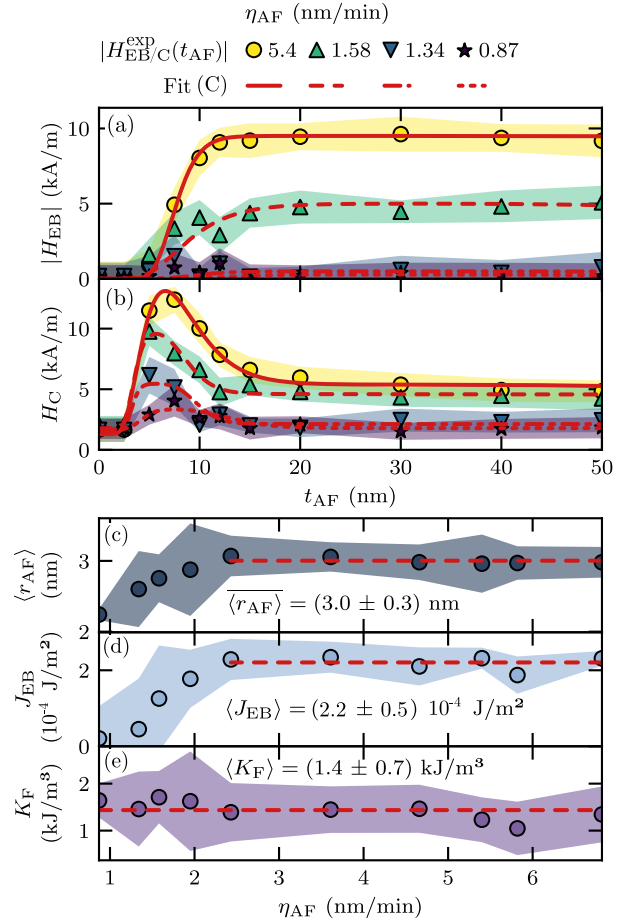 η_AF (nm/min)
|H^exp_EB/C(t_AF)| 5.4 1.58 1.34 0.87
Fit (C)
(a)
|H_EB| (kA/m)
10
5
0
(b)
H_C (kA/m)
10
5
0
0 10 20 30 40 50
t_AF (nm)
(c)
⟨r_AF⟩
(nm)
3
2
\overline{⟨r_AF⟩} = (3.0 ± 0.3) nm
(d)
J_EB
(10⁻⁴ J/m²)
2
0
⟨J_EB⟩ = (2.2 ± 0.5) 10⁻⁴ J/m²
(e)
K_F
(kJ/m³)
2
1
⟨K_F⟩ = (1.4 ± 0.7) kJ/m³
1 2 3 4 5 6
η_AF (nm/min)